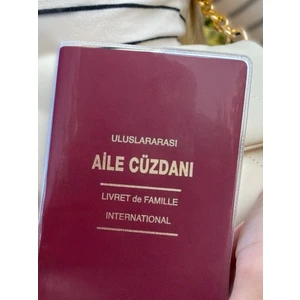 ULUSLARARASI
AİLE CÜZDANI
LIVRET de FAMILLE
INTERNATIONAL